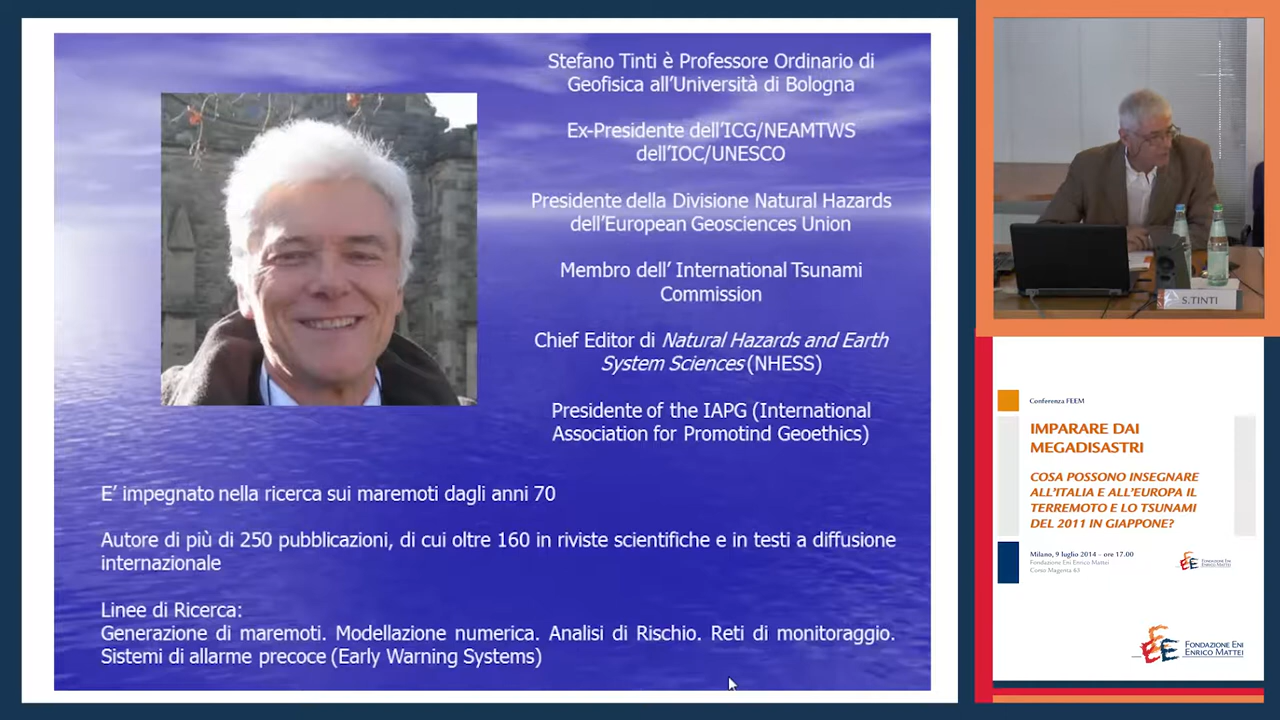 Stefano Tinti è Professore Ordinario di
Geofisica all'Università di Bologna
Ex-Presidente dell'ICG/NEAMTWS
dell'IOC/UNESCO
Presidente della Divisione Natural Hazards
dell'European Geosciences Union
Membro dell' International Tsunami
Commission
Chief Editor di Natural Hazards and Earth
System Sciences (NHESS)
Presidente of the IAPG (International
Association for Promotind Geoethics)
E' impegnato nella ricerca sui maremoti dagli anni 70
Autore di più di 250 pubblicazioni, di cui oltre 160 in riviste scientifiche e in testi a diffusione
internazionale
Linee di Ricerca:
Generazione di maremoti. Modellazione numerica. Analisi di Rischio. Reti di monitoraggio.
Sistemi di allarme precoce (Early Warning Systems)
S. TINTI
Conferenza FEEM
IMPARARE DAI
MEGADISASTRI
COSA POSSONO INSEGNARE
ALL'ITALIA E ALL'EUROPA IL
TERREMOTO E LO TSUNAMI
DEL 2011 IN GIAPPONE?
Milano, 9 luglio 2014 – ore 17.00
Fondazione Eni Enrico Mattei
Corso Magenta 63
FONDAZIONE ENI
ENRICO MATTEI